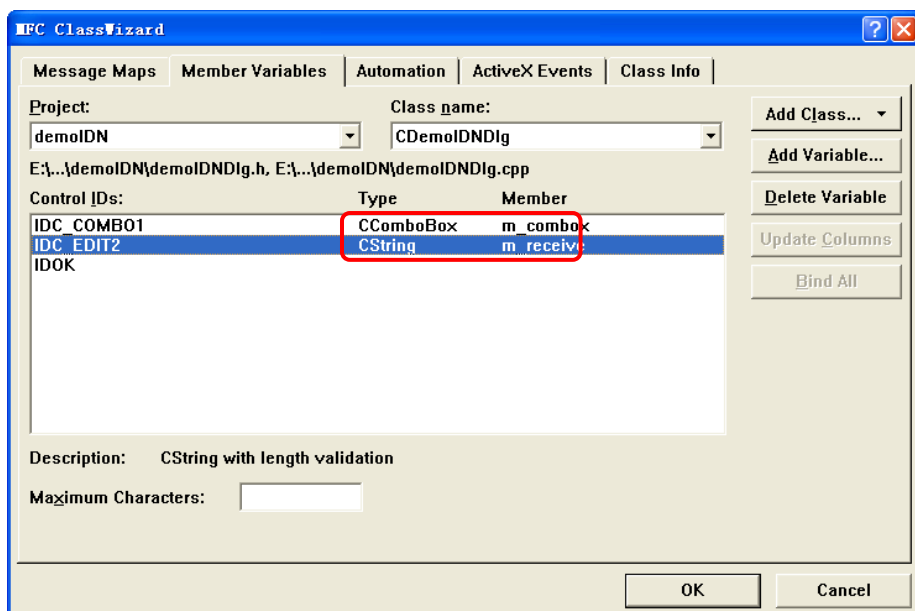 MFC ClassWizard
Message Maps Member Variables Automation ActiveX Events Class Info
Project: Class name:
demoIDN CDemoIDNDlg
Add Class...
E:\...\demoIDN\demoIDNDlg.h, E:\...\demoIDN\demoIDNDlg.cpp
Add Variable...
Control IDs: Type Member
Delete Variable
IDC_COMBO1 CComboBox m_combox
IDC_EDIT2 CString m_receive
Update Columns
IDOK
Bind All
Description: CString with length validation
Maximum Characters:
OK Cancel